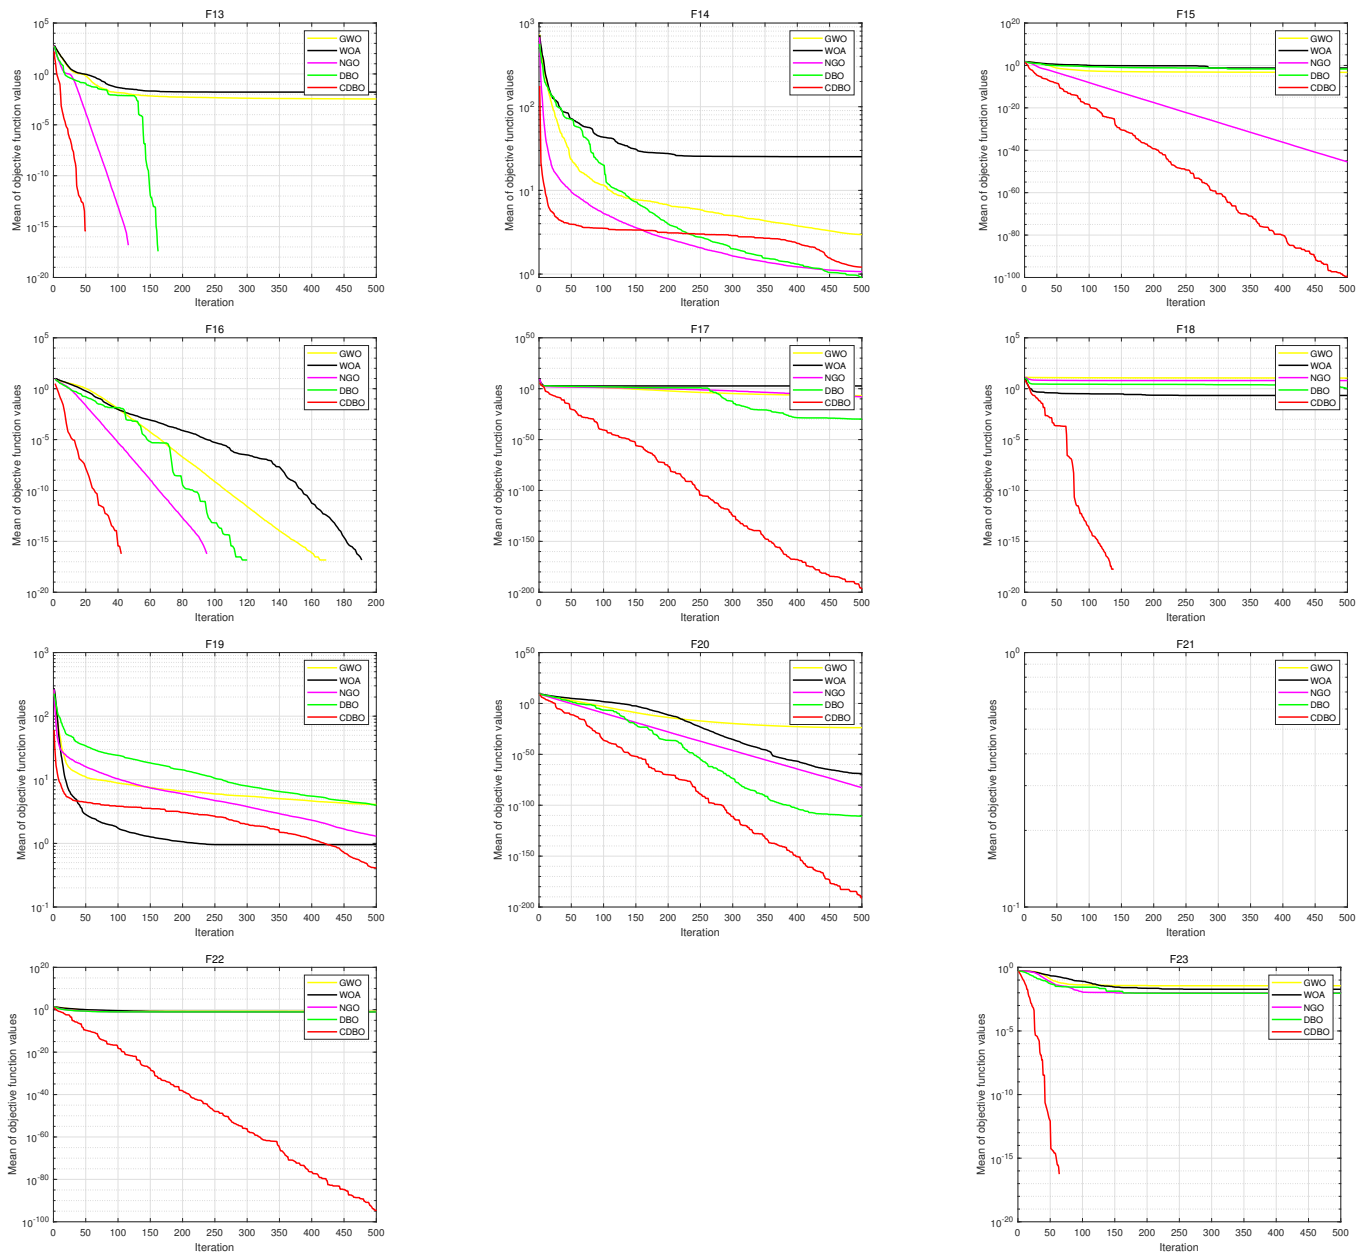 F13
Mean of objective function values
10^5
10^0
10^-5
10^-10
10^-15
10^-20
0 50 100 150 200 250 300 350 400 450 500
Iteration
GWO
WOA
NGO
DBO
CDBO
F14
Mean of objective function values
10^3
10^2
10^1
10^0
0 50 100 150 200 250 300 350 400 450 500
Iteration
GWO
WOA
NGO
DBO
CDBO
F15
Mean of objective function values
10^20
10^0
10^-20
10^-40
10^-60
10^-80
10^-100
0 50 100 150 200 250 300 350 400 450 500
Iteration
GWO
WOA
NGO
DBO
CDBO
F16
Mean of objective function values
10^5
10^0
10^-5
10^-10
10^-15
10^-20
0 20 40 60 80 100 120 140 160 180 200
Iteration
GWO
WOA
NGO
DBO
CDBO
F17
Mean of objective function values
10^50
10^0
10^-50
10^-100
10^-150
10^-200
0 50 100 150 200 250 300 350 400 450 500
Iteration
GWO
WOA
NGO
DBO
CDBO
F18
Mean of objective function values
10^5
10^0
10^-5
10^-10
10^-15
10^-20
0 50 100 150 200 250 300 350 400 450 500
Iteration
GWO
WOA
NGO
DBO
CDBO
F19
Mean of objective function values
10^3
10^2
10^1
10^0
10^-1
0 50 100 150 200 250 300 350 400 450 500
Iteration
GWO
WOA
NGO
DBO
CDBO
F20
Mean of objective function values
10^50
10^0
10^-50
10^-100
10^-150
10^-200
0 50 100 150 200 250 300 350 400 450 500
Iteration
GWO
WOA
NGO
DBO
CDBO
F21
Mean of objective function values
10^0
10^-1
0 50 100 150 200 250 300 350 400 450 500
Iteration
GWO
WOA
NGO
DBO
CDBO
F22
Mean of objective function values
10^20
10^0
10^-20
10^-40
10^-60
10^-80
10^-100
0 50 100 150 200 250 300 350 400 450 500
Iteration
GWO
WOA
NGO
DBO
CDBO
F23
Mean of objective function values
10^0
10^-5
10^-10
10^-15
10^-20
0 50 100 150 200 250 300 350 400 450 500
Iteration
GWO
WOA
NGO
DBO
CDBO